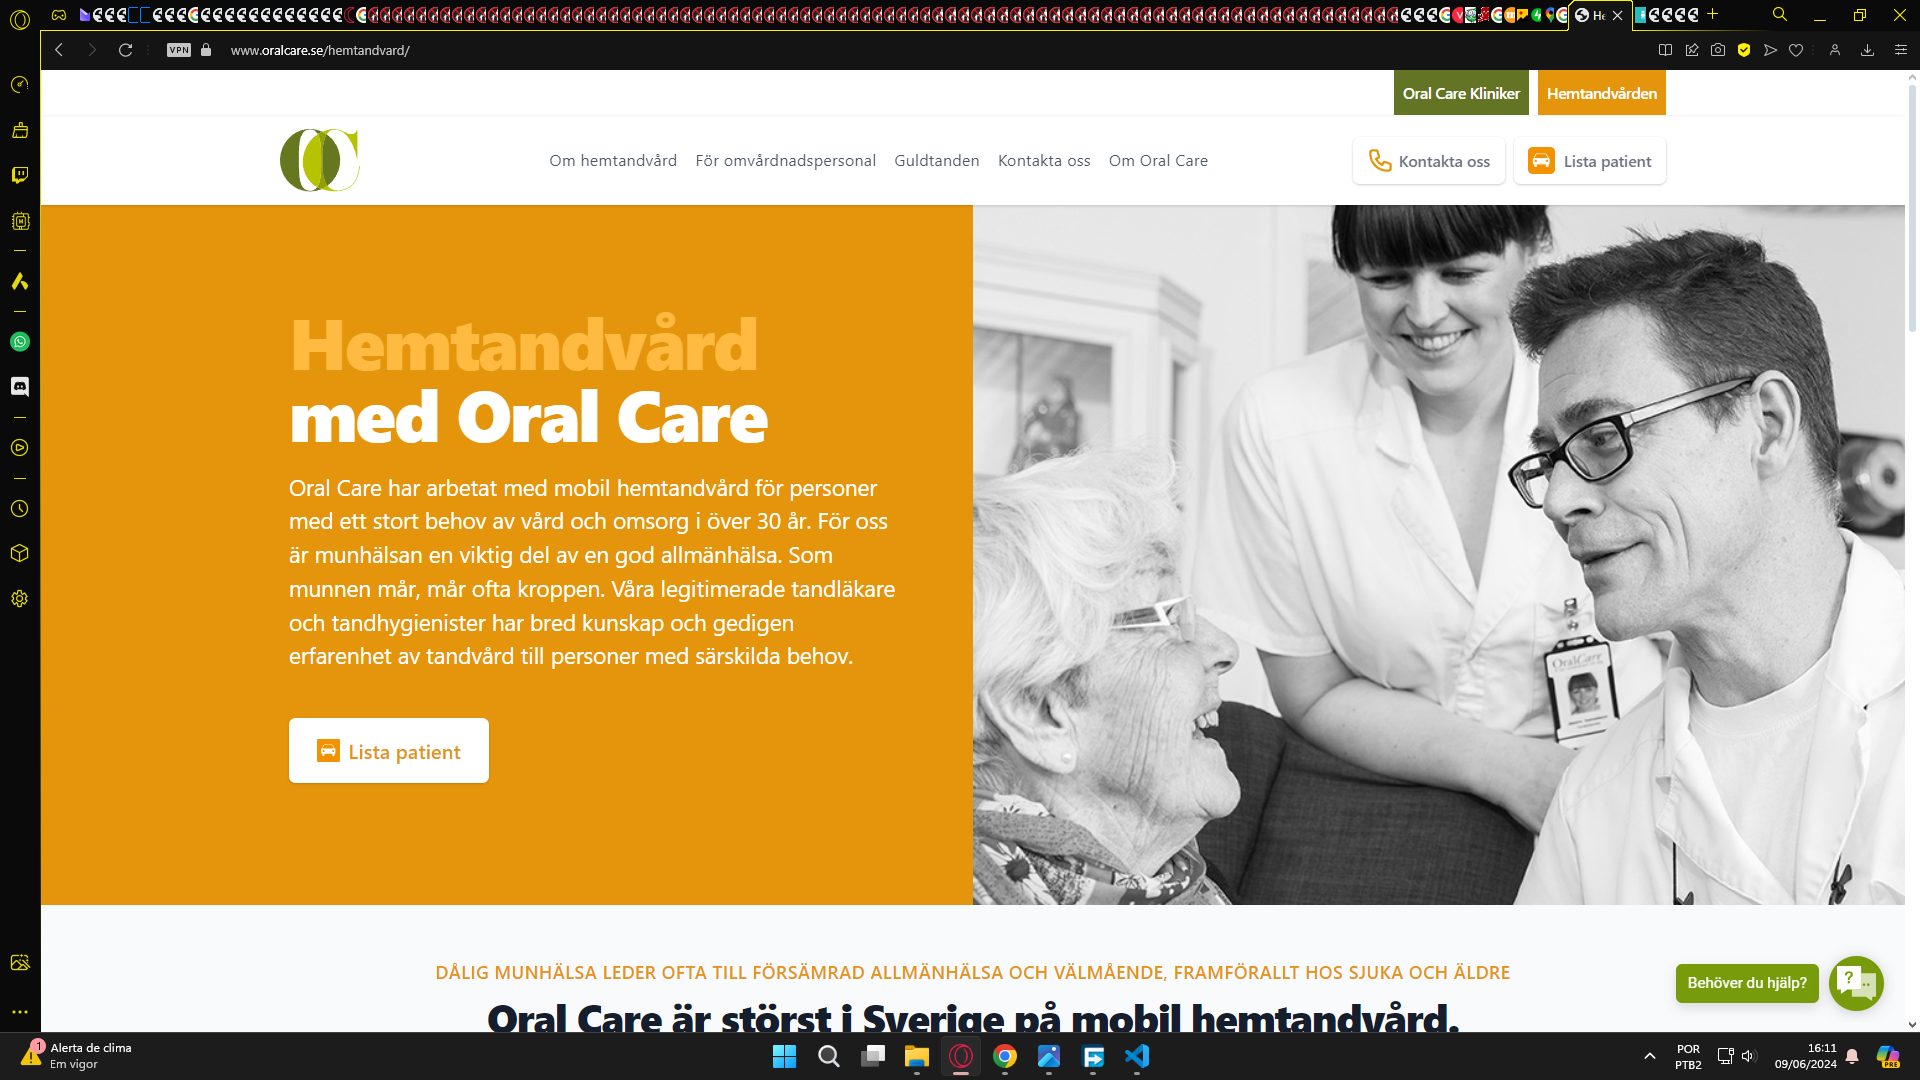 He
VPN
www.oralcare.se/hemtandvard/
Oral Care Kliniker
Hemtandvården
OC
Om hemtandvård
För omvårdnadspersonal
Guldtanden
Kontakta oss
Om Oral Care
Kontakta oss
Lista patient
Hemtandvård
med Oral Care
Oral Care har arbetat med mobil hemtandvård för personer
med ett stort behov av vård och omsorg i över 30 år. För oss
är munhälsan en viktig del av en god allmänhälsa. Som
munnen mår, mår ofta kroppen. Våra legitimerade tandläkare
och tandhygienister har bred kunskap och gedigen
erfarenhet av tandvård till personer med särskilda behov.
Lista patient
OralCare
DÅLIG MUNHÄLSA LEDER OFTA TILL FÖRSÄMRAD ALLMÄNHÄLSA OCH VÄLMÅENDE, FRAMFÖRALLT HOS SJUKA OCH ÄLDRE
Oral Care är störst i Sverige på mobil hemtandvård.
Behöver du hjälp?
1
Alerta de clima
Em vigor
POR
PTB2
16:11
09/06/2024
PRE